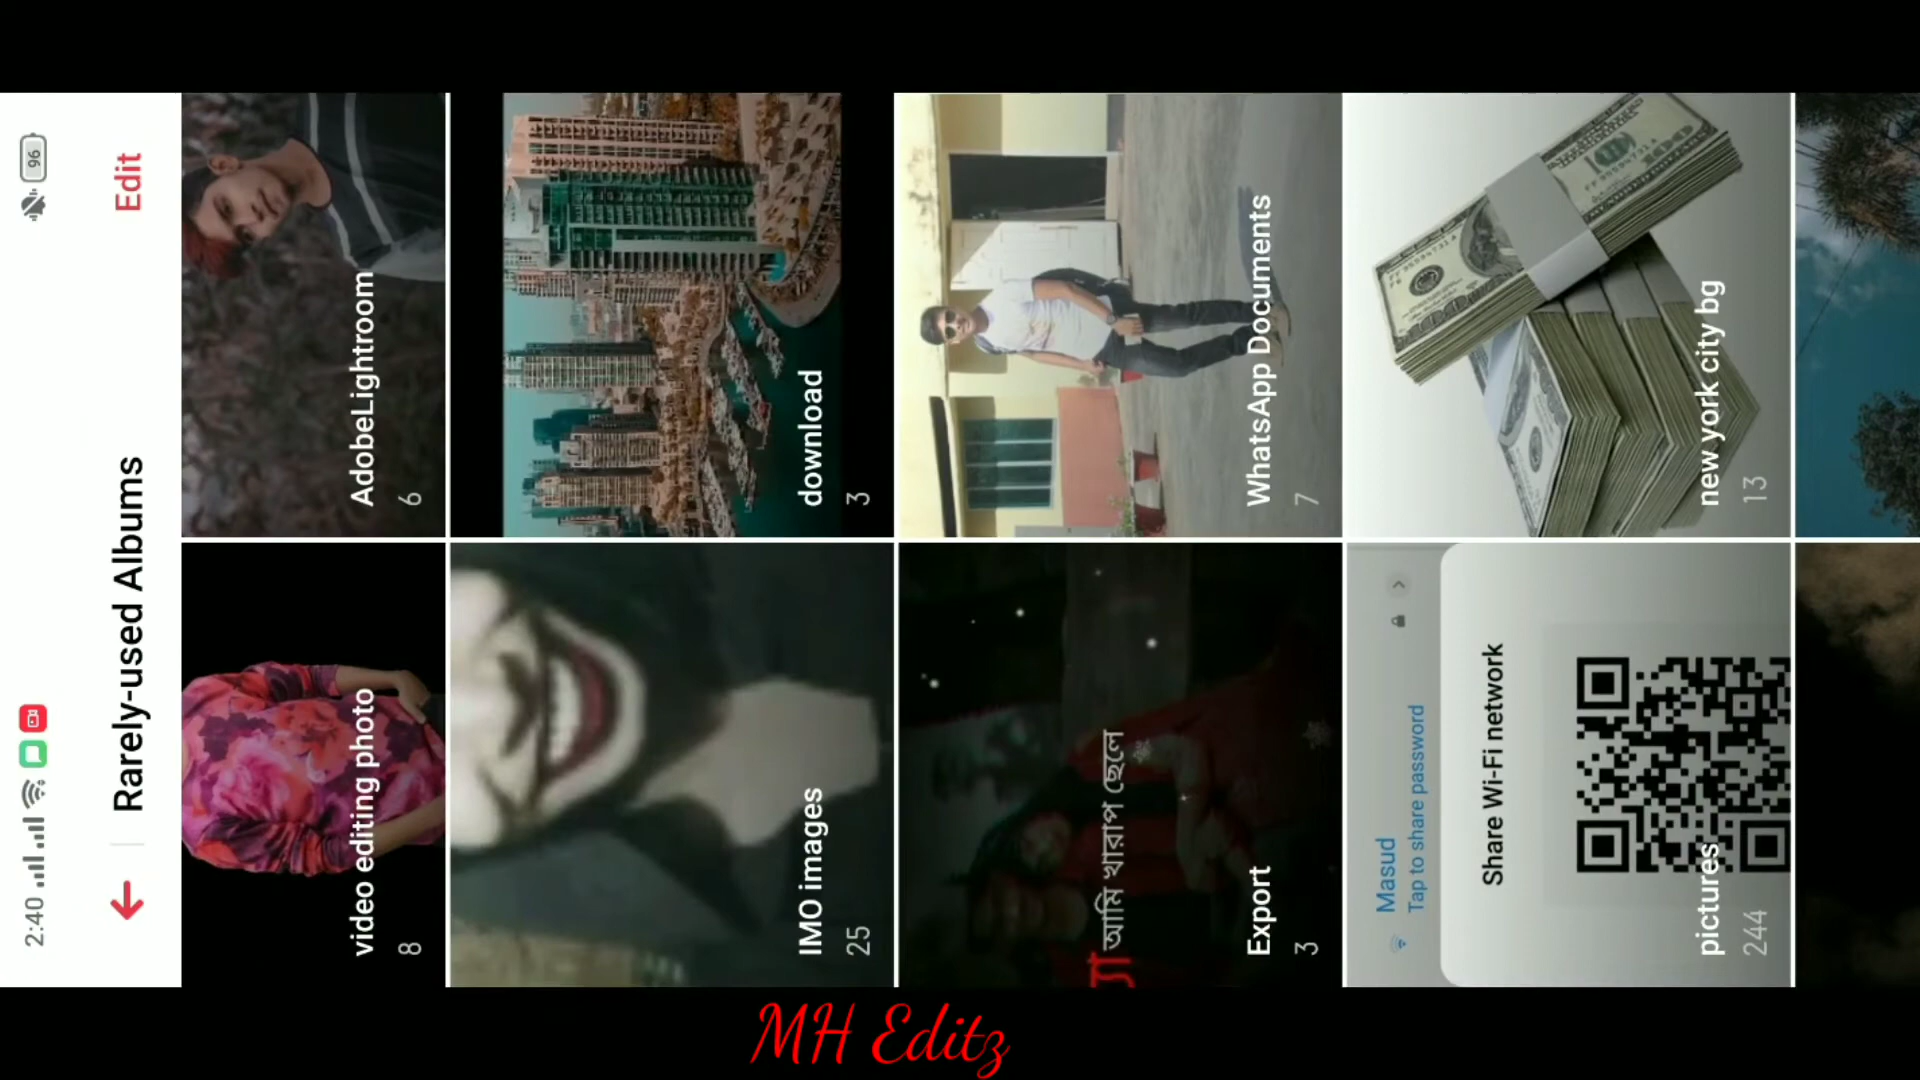 2:40
96
Rarely-used Albums
Edit
video editing photo
8
AdobeLightroom
6
IMO images
25
download
3
আমি খারাপ ছেলে
Export
3
WhatsApp Documents
7
Masud
Tap to share password
Share Wi-Fi network
pictures
244
new york city bg
13
MH Editz